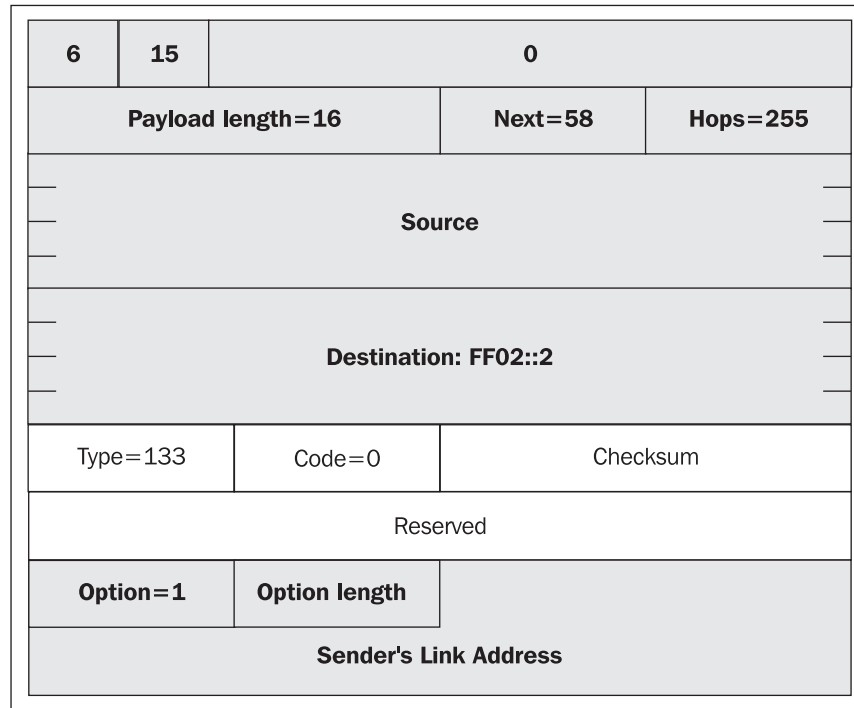 6 15 0
Payload length=16 Next=58 Hops=255
Source
Destination: FF02::2
Type=133 Code=0 Checksum
Reserved
Option=1 Option length
Sender's Link Address